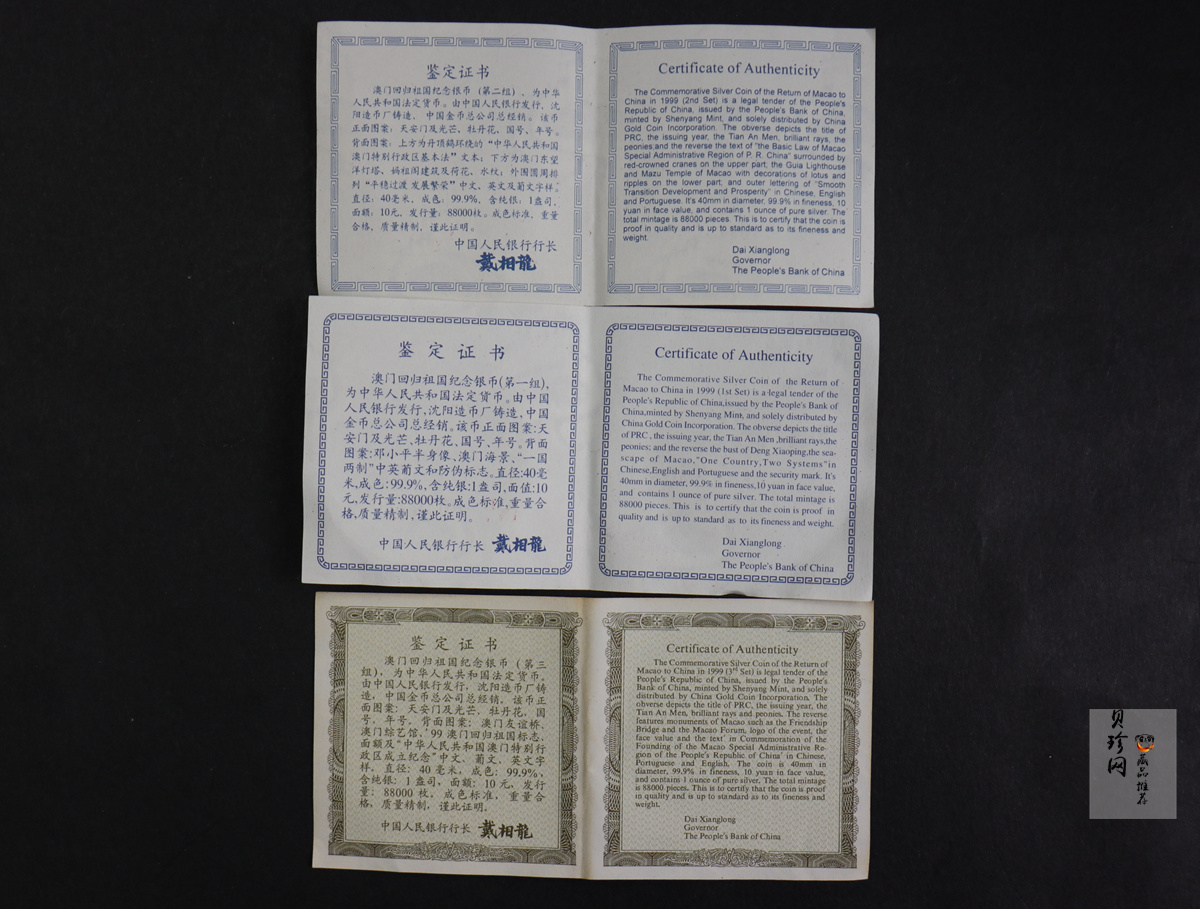 鉴定证书
澳门回归祖国纪念银币（第二组），为中华
人民共和国法定货币。由中国人民银行发行，沈
阳造币厂铸造，中国金币总公司总经销。该币
正面图案：天安门及光芒、牡丹花、国号、年号。
背面图案：上方为丹顶鹤环绕的“中华人民共和国
澳门特别行政区基本法”文本；下方为澳门东望
洋灯塔、妈祖阁建筑及荷花、水纹；外围圆周排
列“平稳过渡 发展繁荣”中文、英文及葡文字样。
直径：40毫米、成色：99.9%，含纯银：1盎司，
面额：10元，发行量：88000枚。成色标准，重量
合格，质量精制，谨此证明。
中国人民银行行长
戴相龍
Certificate of Authenticity
The Commemorative Silver Coin of the Return of Macao to
China in 1999 (2nd Set) is a legal tender of the People's
Republic of China, issued by the People's Bank of China,
minted by Shenyang Mint, and solely distributed by China
Gold Coin Incorporation. The obverse depicts the title of
PRC, the issuing year, the Tian An Men, brilliant rays, the
peonies and the reverse the text of "the Basic Law of Macao
Special Administrative Region of P. R. China" surrounded by
red-crowned cranes on the upper part; the Guia Lighthouse
and Mazu Temple of Macao with decorations of lotus and
ripples on the lower part; and outer lettering of "Smooth
Transition Development and Prosperity" in Chinese, English
and Portuguese. It's 40mm in diameter, 99.9% in fineness, 10
yuan in face value, and contains 1 ounce of pure silver. The
total mintage is 88000 pieces. This is to certify that the coin is
proof in quality and is up to standard as to its fineness and
weight.
Dai Xianglong
Governor
The People's Bank of China
鉴定证书
澳门回归祖国纪念银币(第一组),
为中华人民共和国法定货币。由中国
人民银行发行,沈阳造币厂铸造,中国
金币总公司总经销。该币正面图案:天
安门及光芒、牡丹花、国号、年号。背面
图案:邓小平半身像、澳门海景、“一国
两制”中英葡文和防伪标志。直径:40毫
米,成色:99.9%,含纯银:1盎司,面值:10
元,发行量:88000枚。成色标准,重量合
格,质量精制,谨此证明。
中国人民银行行长 戴相龍
Certificate of Authenticity
The Commemorative Silver Coin of the Return of
Macao to China in 1999 (1st Set) is a legal tender of the
People's Republic of China,issued by the People's Bank of
China,minted by Shenyang Mint, and solely distributed by
China Gold Coin Incorporation. The obverse depicts the title
of PRC , the issuing year, the Tian An Men ,brilliant rays,the
peonies; and the reverse the bust of Deng Xiaoping,the sea-
scape of Macao,"One Country,Two Systems"in
Chinese,English and Portuguese and the security mark. It's
40mm in diameter, 99.9% in fineness,10 yuan in face value,
and contains 1 ounce of pure silver. The total mintage is
88000 pieces. This is to certify that the coin is proof in
quality and is up to standard as to its fineness and weight.
Dai Xianglong
Governor
The People's Bank of China
鉴定证书
澳门回归祖国纪念银币（第三
组），为中华人民共和国法定货币。
由中国人民银行发行，沈阳造币厂铸
造，中国金币总公司总经销，该币正
面图案：天安门及光芒，牡丹花，国
号，年号，背面图案：澳门友谊桥，
澳门综艺馆，'99澳门回归祖国标志，
面额及“中华人民共和国澳门特别行
政区成立纪念”中文、葡文、英文字
样。直径：40毫米，成色：99.9%，
含纯银：1盎司，面额：10元，发行
量：88000枚，成色标准，重量合
格，质量精制，谨此证明。
中国人民银行行长 戴相龍
Certificate of Authenticity
The Commemorative Silver Coin of the Return of
Macao to China in 1999 (3rd Set) is legal tender of the
People's Republic of China, issued by the People's
Bank of China, minted by Shenyang Mint, and solely
distributed by China Gold Coin Incorporation. The
obverse depicts the title of PRC, the issuing year, the
Tian An Men, brilliant rays and peonies. The reverse
features monuments of Macao such as the Friendship
Bridge and the Macao Forum, logo of the event, the
face value and the text' in Commemoration of the
Founding of the Macao Special Administrative Re-
gion of the People's Republic of China' in Chinese,
Portuguese and English, The coin is 40mm in
diameter, 99.9% in fineness, 10 yuan in face value,
and contains 1 ounce of pure silver. The total mintage
is 88000 pieces. This is to certify that the coin is proof
in quality and is up to standard as to its fineness and
weight.
Dai Xianglong
Governor
The People's Bank of China
贝珍网
藏品推荐